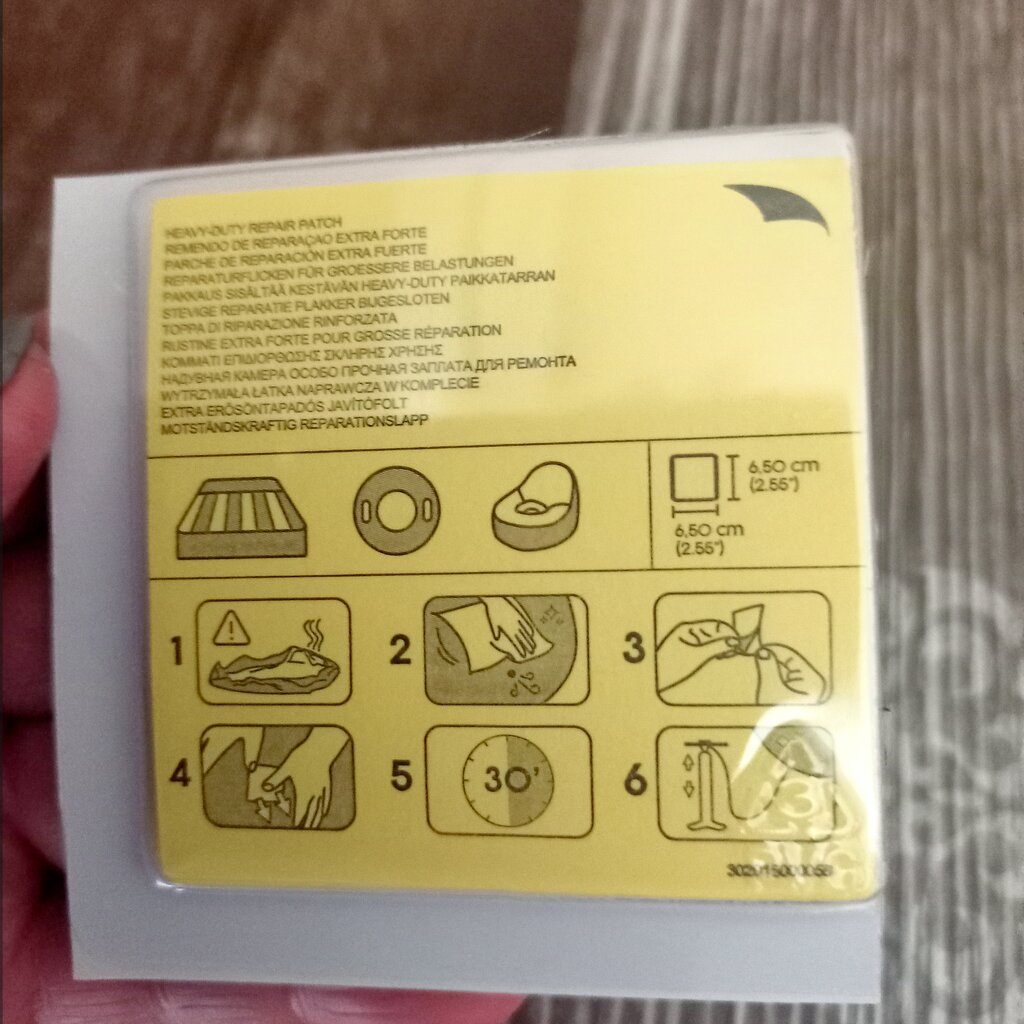 HEAVY-DUTY REPAIR PATCH
REMENDO DE REPARAÇAO EXTRA FORTE
PARCHE DE REPARACIÓN EXTRA FUERTE
REPARATURFLICKEN FÜR GROESSERE BELASTUNGEN
PAKKAUS SISÄLTÄÄ KESTÄVÄN HEAVY-DUTY PAIKKATARRAN
STEVIGE REPARATIE PLAKKER BIJGESLOTEN
TOPPA DI RIPARAZIONE RINFORZATA
RUSTINE EXTRA FORTE POUR GROSSE RÉPARATION
ΚΟΜΜΑΤΙ ΕΠΙΔΙΟΡΘΩΣΗΣ ΣΚΛΗΡΗΣ ΧΡΗΣΗΣ
НАДУВНАЯ КАМЕРА ОСОБО ПРОЧНАЯ ЗАПЛАТА ДЛЯ РЕМОНТА
WYTRZYMAŁA ŁATKA NAPRAWCZA W KOMPLECIE
EXTRA ERŐSÖNTAPADÓS JAVÍTÓFOLT
MOTSTÅNDSKRAFTIG REPARATIONSLAPP
6,50 cm
(2.55")
6,50 cm
(2.55")
1
2
3
4
5
30'
6